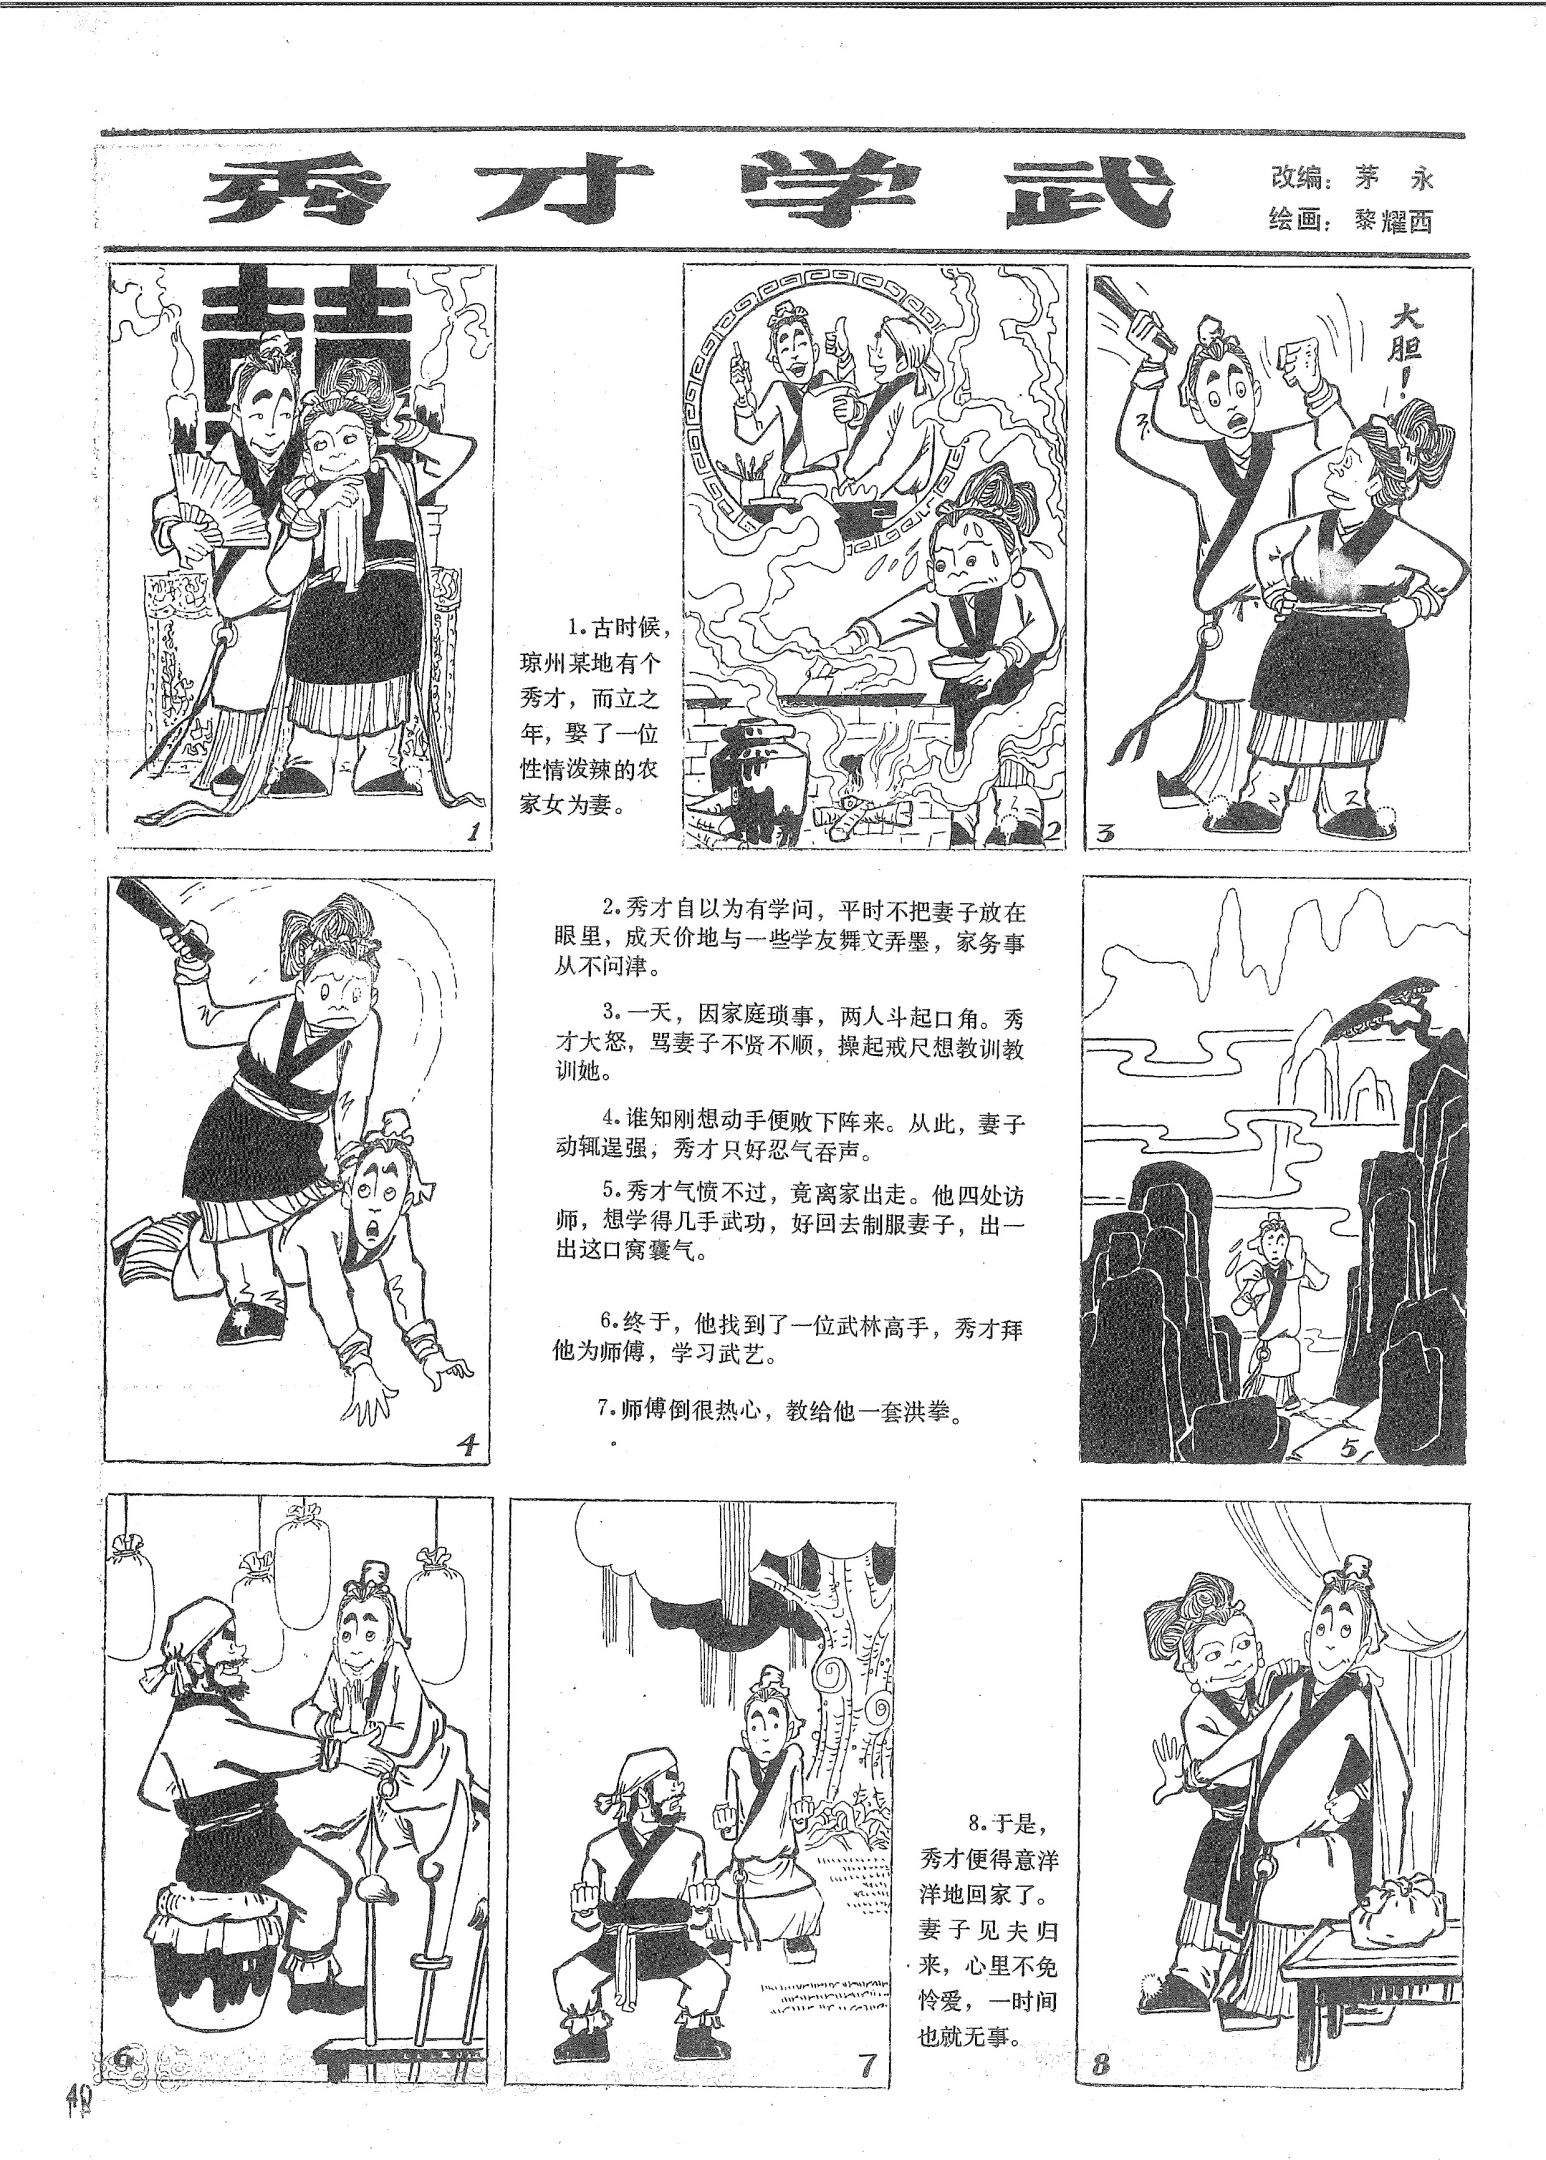 秀才学武
改编：茅 永
绘画：黎耀西
1
1.古时候，
琼州某地有个
秀才，而立之
年，娶了一位
性情泼辣的农
家女为妻。
2
大胆！
3
4
2.秀才自以为有学问，平时不把妻子放在
眼里，成天价地与一些学友舞文弄墨，家务事
从不问津。
3.一天，因家庭琐事，两人斗起口角。秀
才大怒，骂妻子不贤不顺，操起戒尺想教训教
训她。
4.谁知刚想动手便败下阵来。从此，妻子
动辄逞强，秀才只好忍气吞声。
5.秀才气愤不过，竟离家出走。他四处访
师，想学得几手武功，好回去制服妻子，出一
出这口窝囊气。
6.终于，他找到了一位武林高手，秀才拜
他为师傅，学习武艺。
7.师傅倒很热心，教给他一套洪拳。
5
6
7
8.于是，
秀才便得意洋
洋地回家了。
妻子见夫归
来，心里不免
怜爱，一时间
也就无事。
8